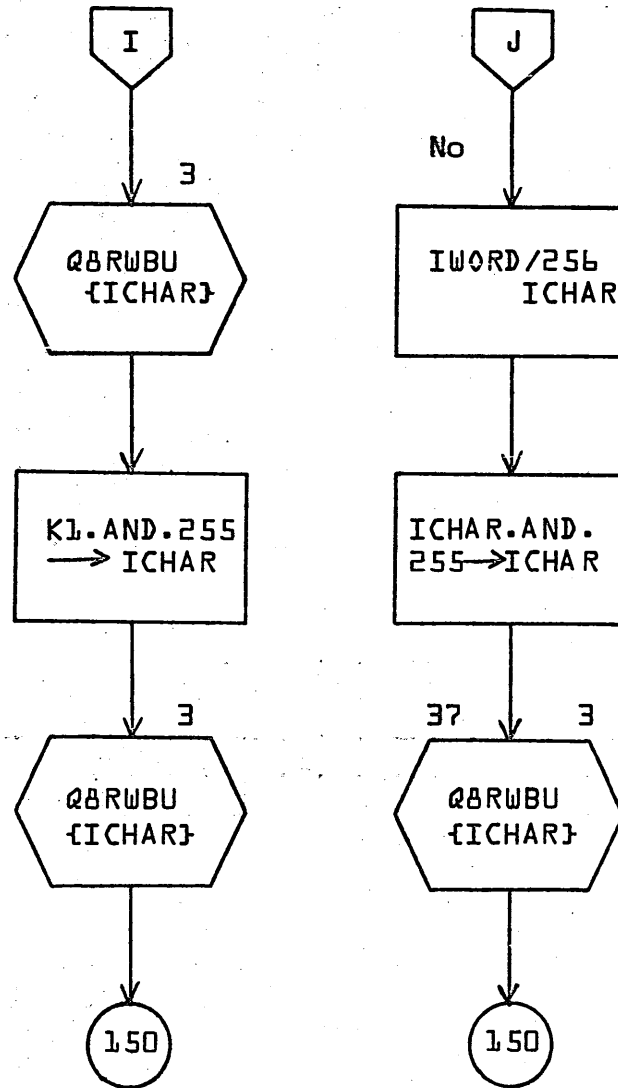 I
3
Q8RWBU
{ICHAR}
K1.AND.255
→ ICHAR
3
Q8RWBU
{ICHAR}
150
J
No
IWORD/256
ICHAR
ICHAR.AND.
255→ICHAR
37
3
Q8RWBU
{ICHAR}
150